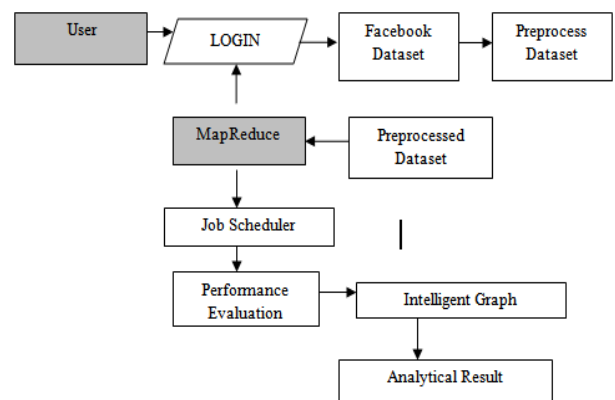 User
LOGIN
Facebook
Dataset
Preprocess
Dataset
MapReduce
Preprocessed
Dataset
Job Scheduler
Performance
Evaluation
Intelligent Graph
Analytical Result